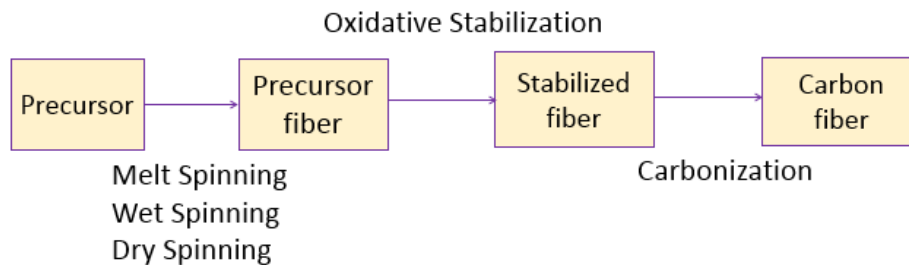 Oxidative Stabilization
Precursor
Precursor
fiber
Stabilized
fiber
Carbon
fiber
Melt Spinning
Wet Spinning
Dry Spinning
Carbonization